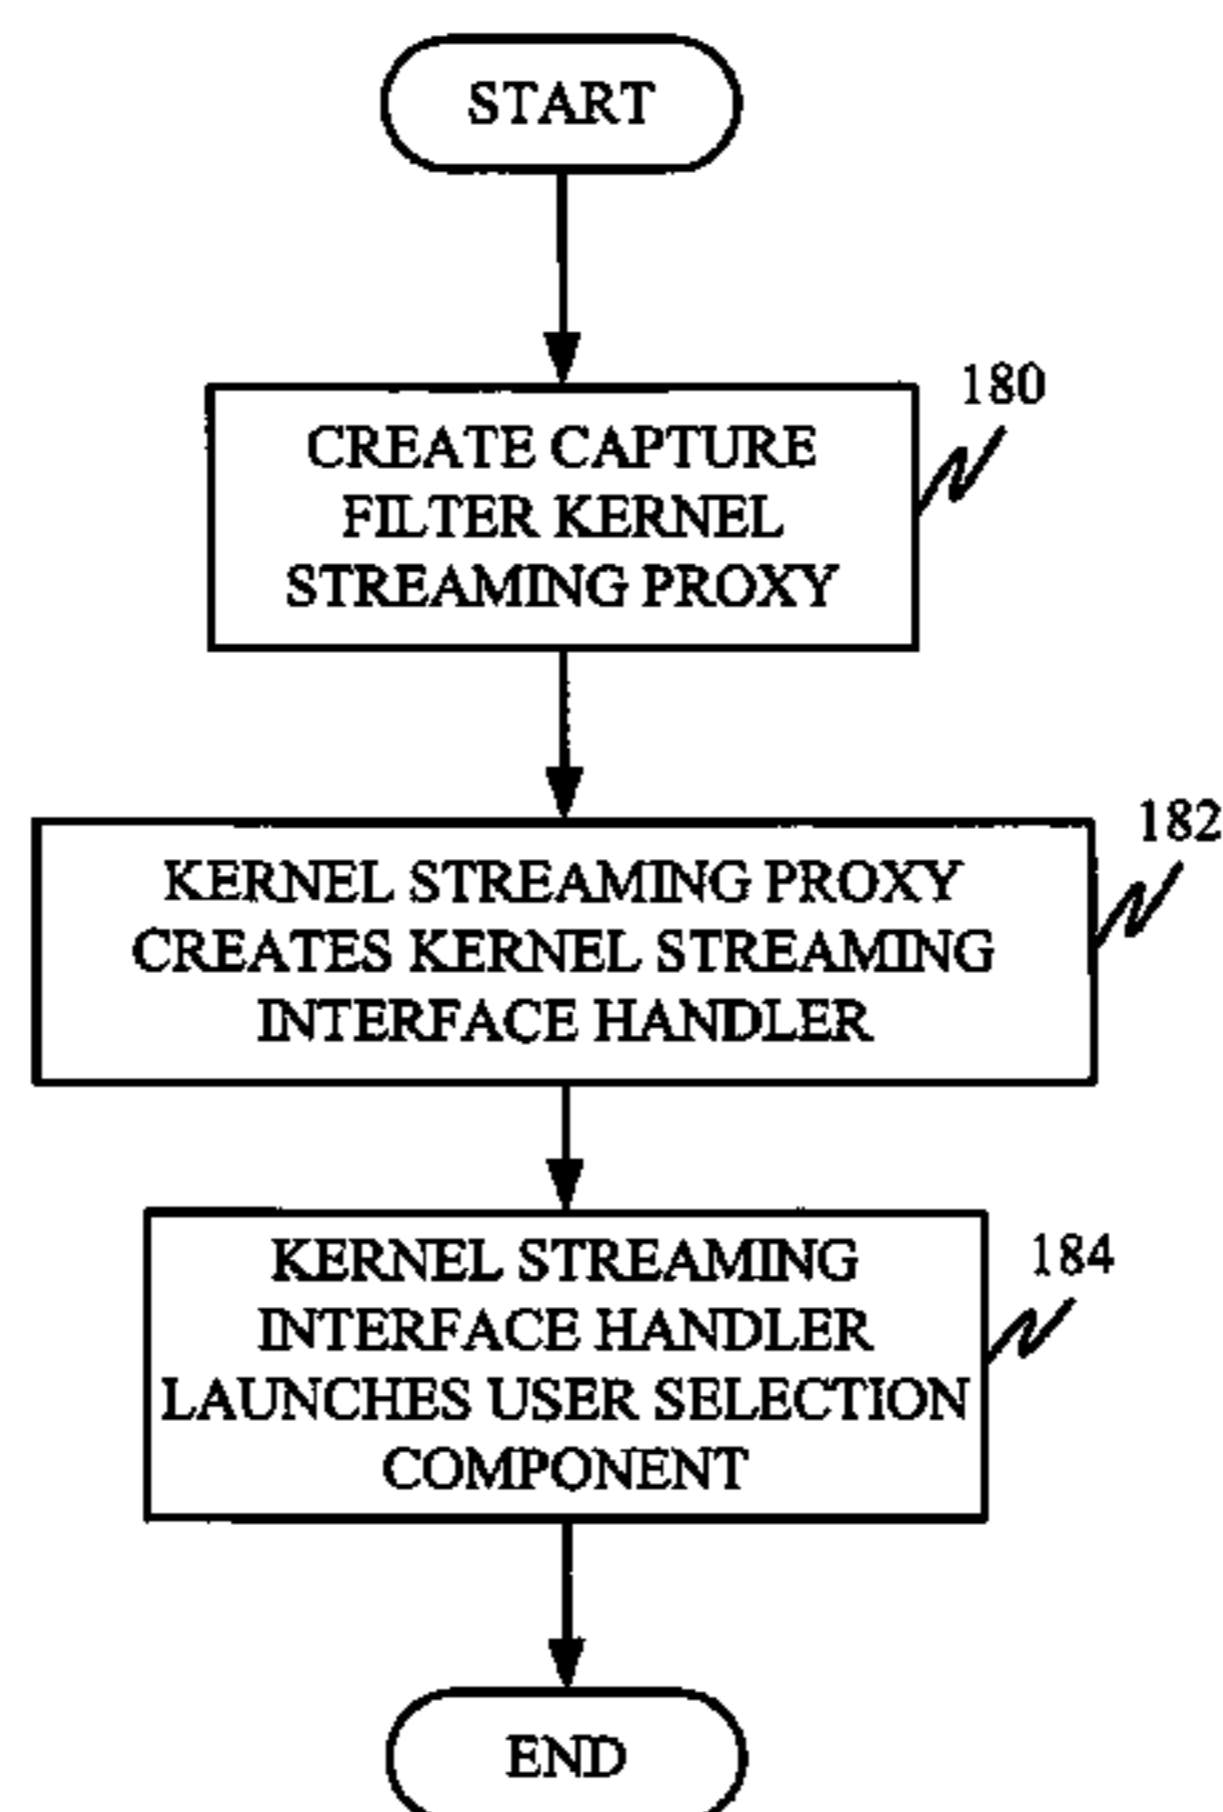 START
180
CREATE CAPTURE
FILTER KERNEL
STREAMING PROXY
182
KERNEL STREAMING PROXY
CREATES KERNEL STREAMING
INTERFACE HANDLER
184
KERNEL STREAMING
INTERFACE HANDLER
LAUNCHES USER SELECTION
COMPONENT
END